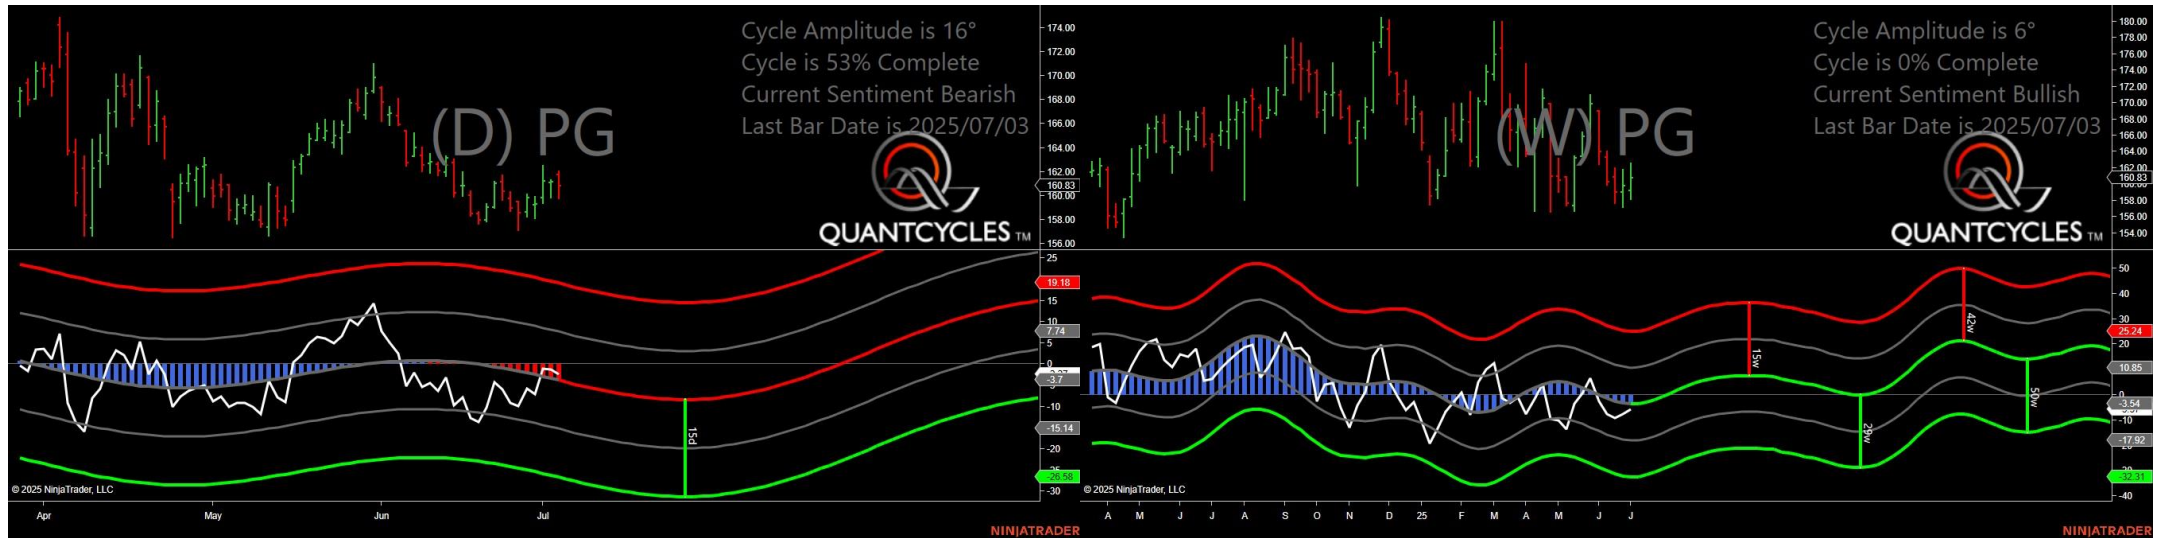 Cycle Amplitude is 16°
Cycle is 53% Complete
Current Sentiment Bearish
Last Bar Date is 2025/07/03
(D) PG
QUANTCYCLES TM
174.00
172.00
170.00
168.00
166.00
164.00
162.00
160.83
160.00
158.00
156.00
25
19.18
15
10
7.74
5
0
-3.7
-10
-15.14
-20
-26.58
-30
15d
© 2025 NinjaTrader, LLC
Apr May Jun Jul
NINJATRADER
Cycle Amplitude is 6°
Cycle is 0% Complete
Current Sentiment Bullish
Last Bar Date is 2025/07/03
(W) PG
QUANTCYCLES TM
180.00
178.00
176.00
174.00
172.00
170.00
168.00
166.00
164.00
162.00
160.83
158.00
156.00
154.00
50
40
30
25.24
20
10.85
0
-3.54
-10
-17.92
-32.31
-40
15w
29w
42w
50w
© 2025 NinjaTrader, LLC
A M J J A S O N D 25 F M A M J J
NINJATRADER